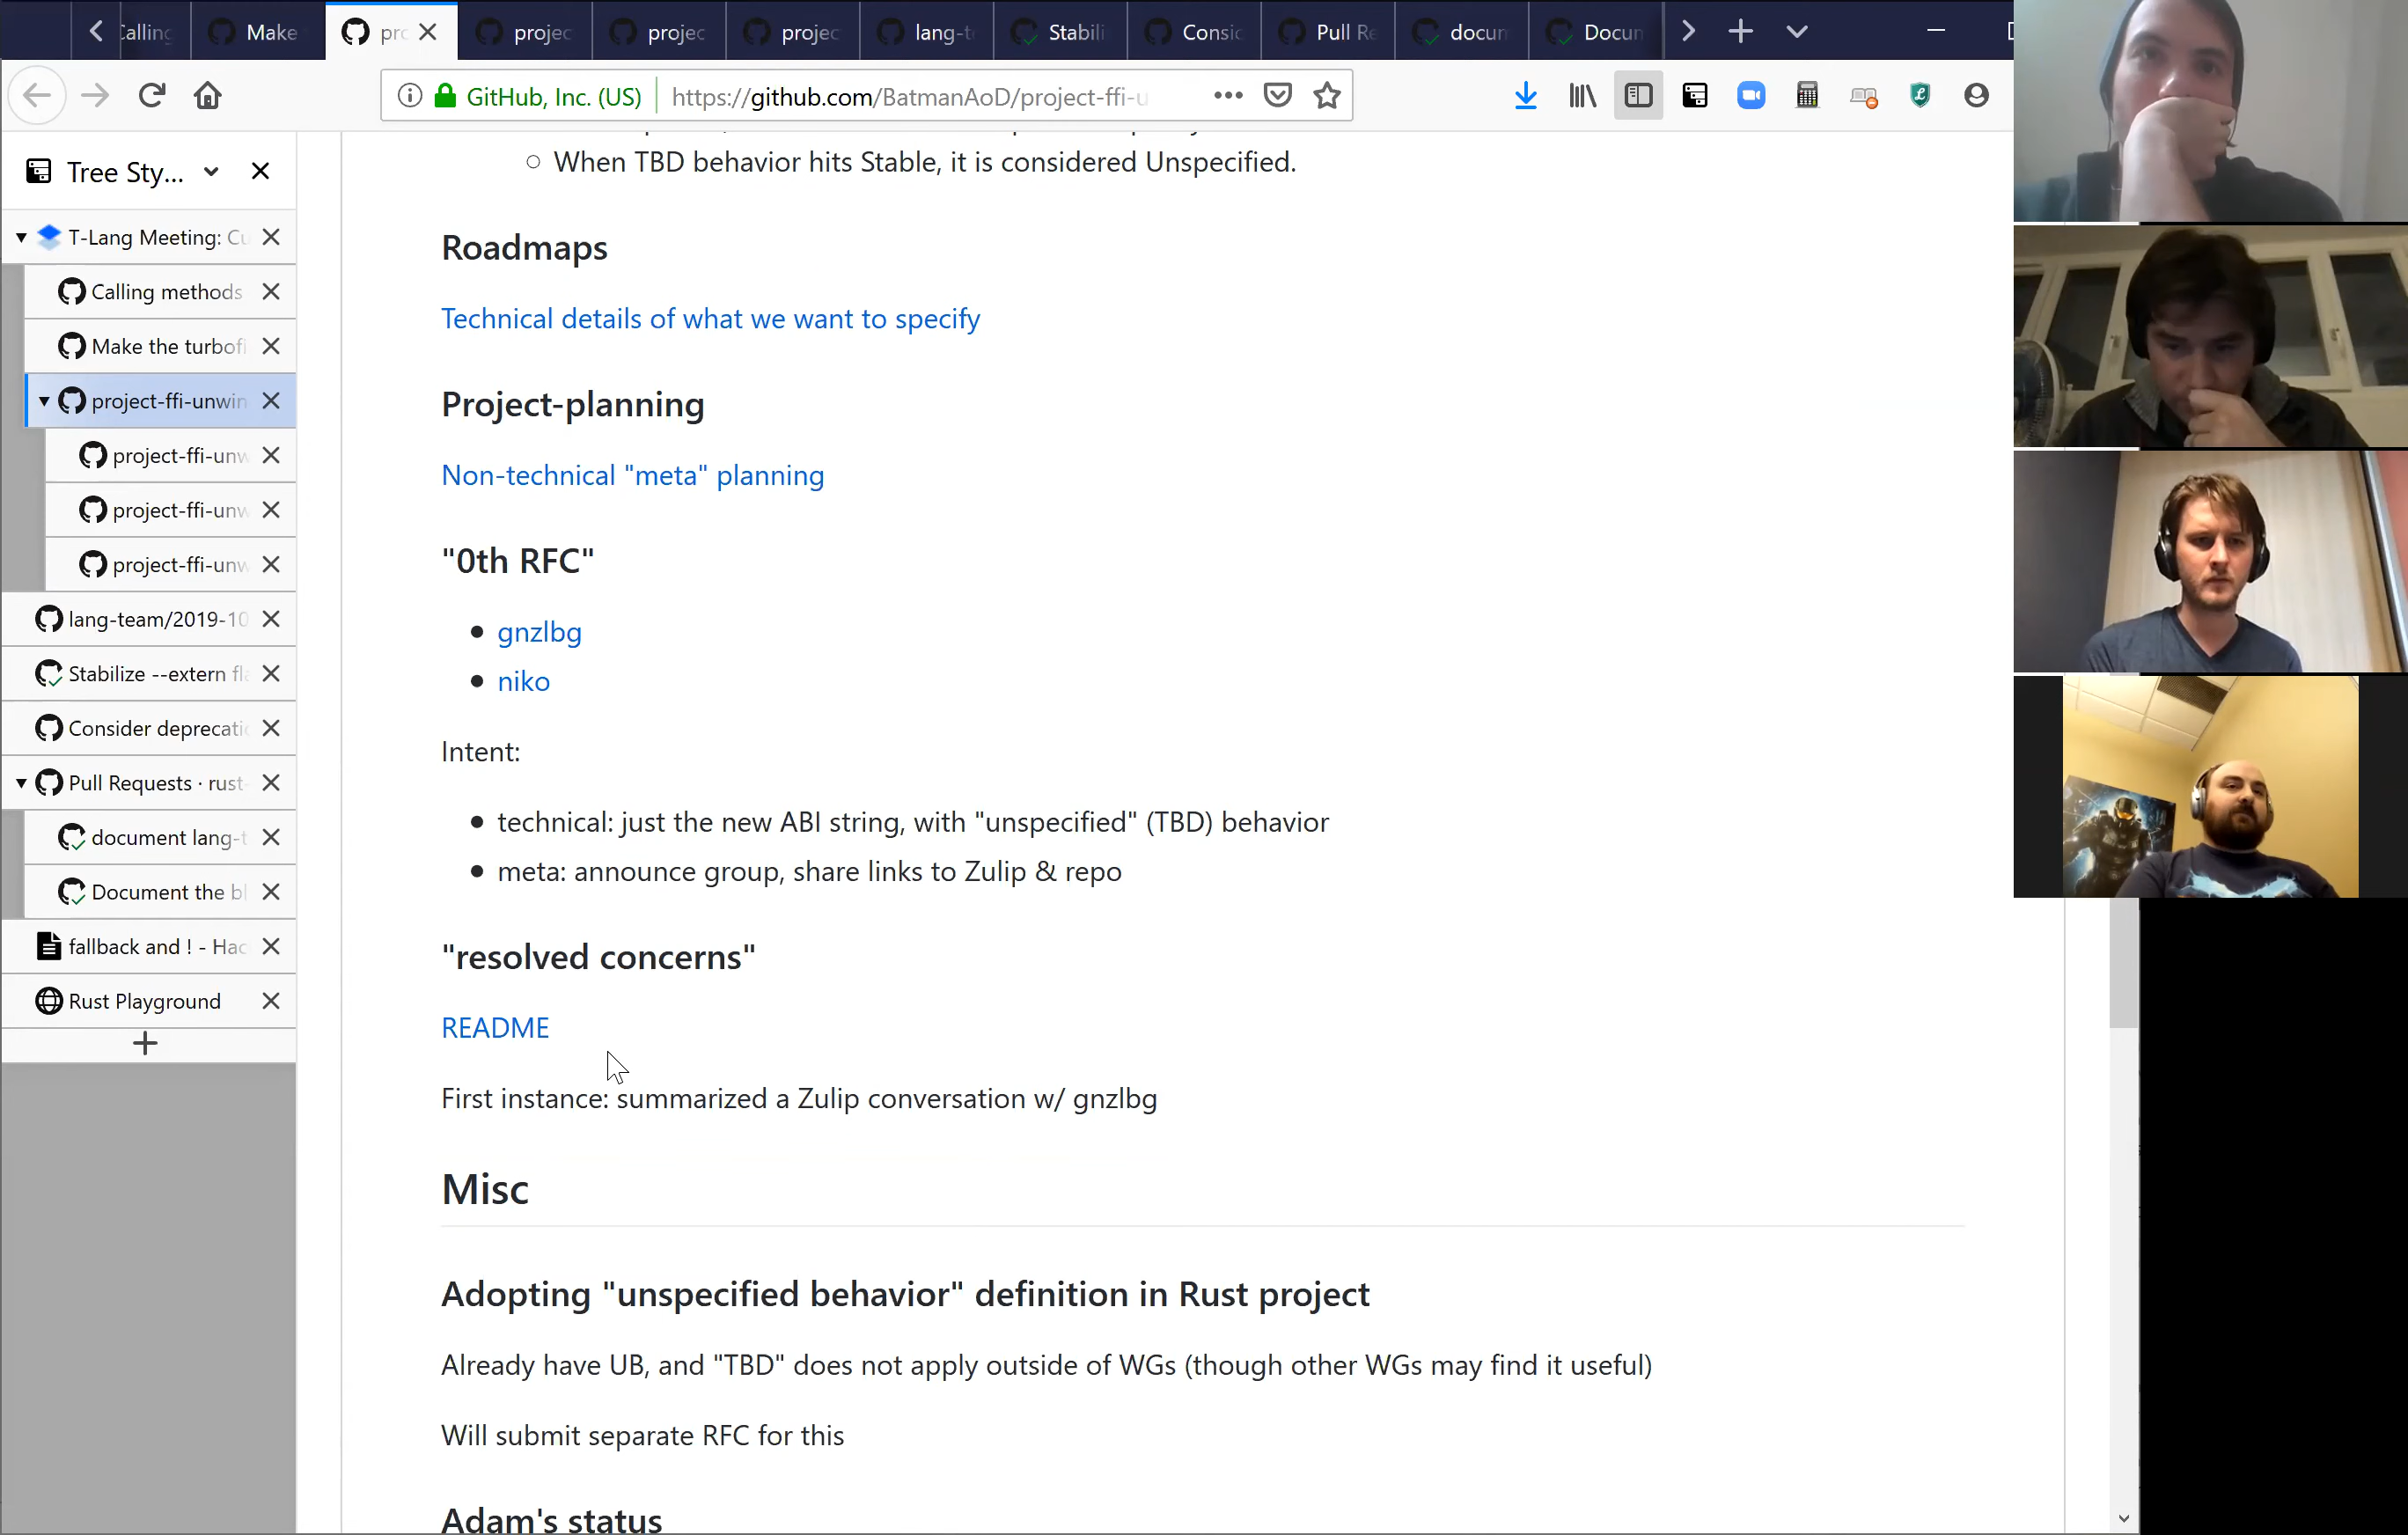 Calling
Make
pro
projec
projec
projec
lang-t
Stabili
Consid
Pull Re
docum
Docum
GitHub, Inc. (US)
https://github.com/BatmanAoD/project-ffi-u
Tree Sty...
T-Lang Meeting: Cu
Calling methods
Make the turbofi
project-ffi-unwin
project-ffi-unw
project-ffi-unw
project-ffi-unw
lang-team/2019-10
Stabilize --extern fla
Consider deprecati
Pull Requests · rust-
document lang-t
Document the bl
fallback and ! - Hac
Rust Playground
When TBD behavior hits Stable, it is considered Unspecified.
Roadmaps
Technical details of what we want to specify
Project-planning
Non-technical "meta" planning
"0th RFC"
gnzlbg
niko
Intent:
technical: just the new ABI string, with "unspecified" (TBD) behavior
meta: announce group, share links to Zulip & repo
"resolved concerns"
README
First instance: summarized a Zulip conversation w/ gnzlbg
Misc
Adopting "unspecified behavior" definition in Rust project
Already have UB, and "TBD" does not apply outside of WGs (though other WGs may find it useful)
Will submit separate RFC for this
Adam's status